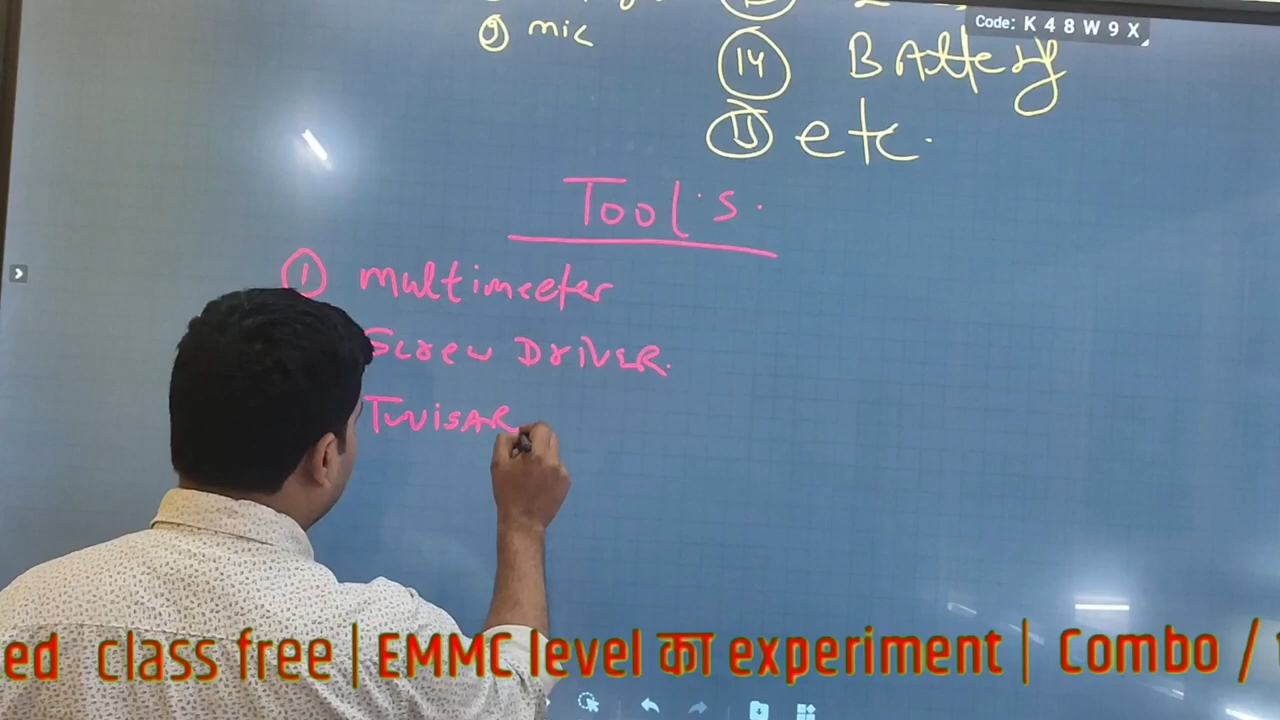 Code: K 4 8 W 9 X
⑨ mic
⑭ Battery
⑮ etc.
Tool's.
① multimeeter
Screw DRIVER.
TwisAR
ed class free | EMMC level का experiment | Combo /